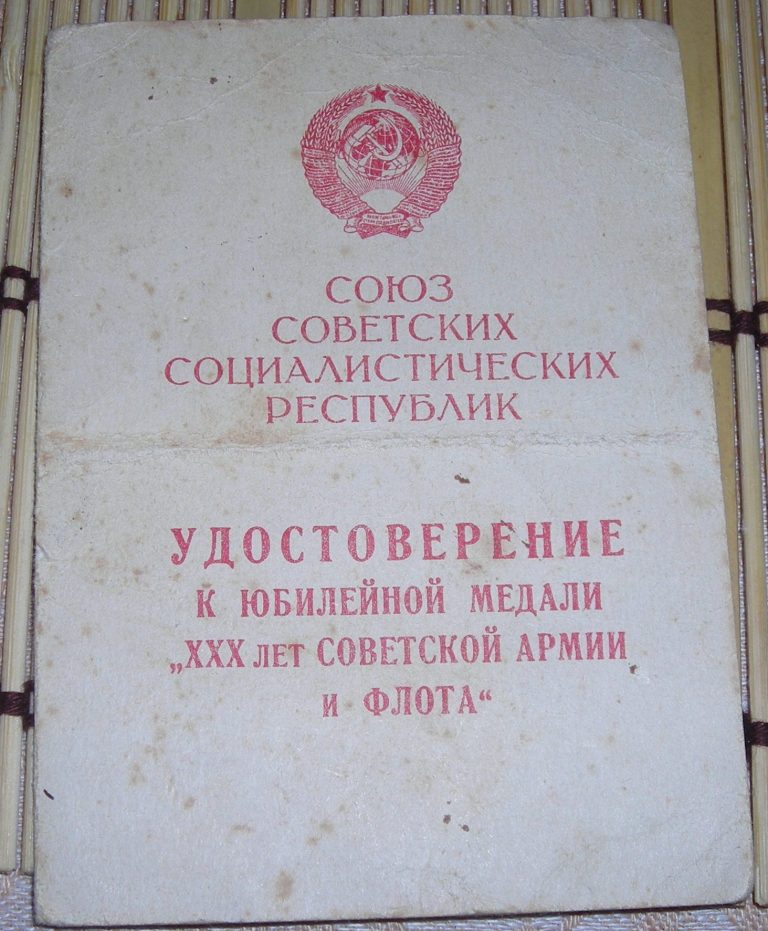 СОЮЗ
СОВЕТСКИХ
СОЦИАЛИСТИЧЕСКИХ
РЕСПУБЛИК
УДОСТОВЕРЕНИЕ
К ЮБИЛЕЙНОЙ МЕДАЛИ
„XXX лет СОВЕТСКОЙ АРМИИ
и ФЛОТА“